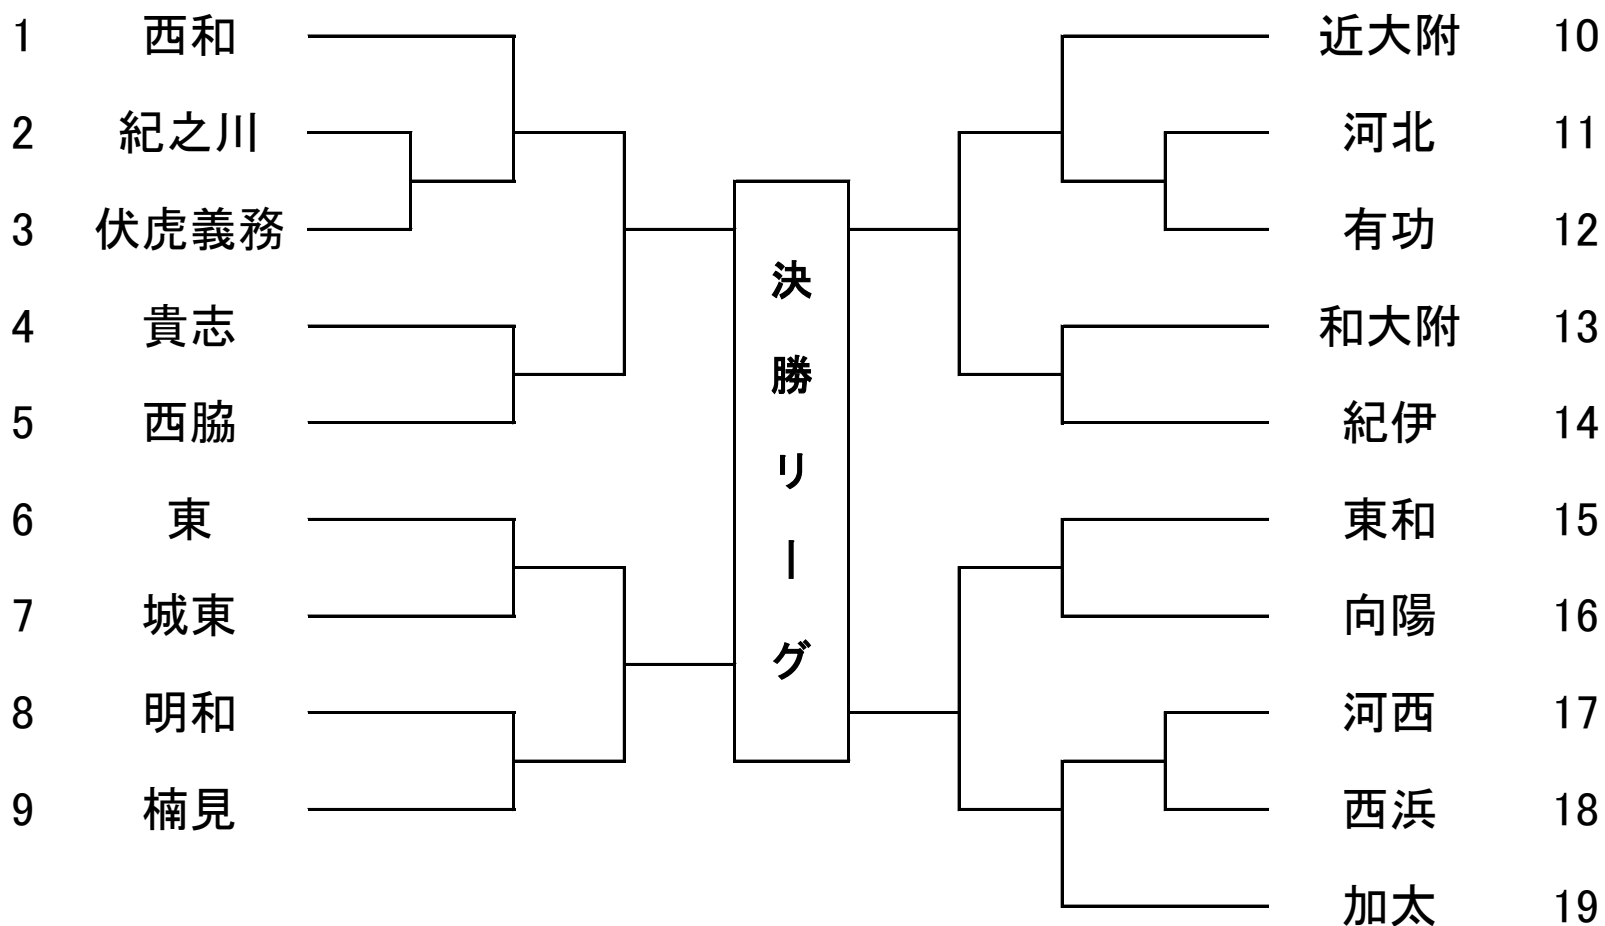 1 西和
2 紀之川
3 伏虎義務
4 貴志
5 西脇
6 東
7 城東
8 明和
9 楠見
決勝リーグ
近大附 10
河北 11
有功 12
和大附 13
紀伊 14
東和 15
向陽 16
河西 17
西浜 18
加太 19